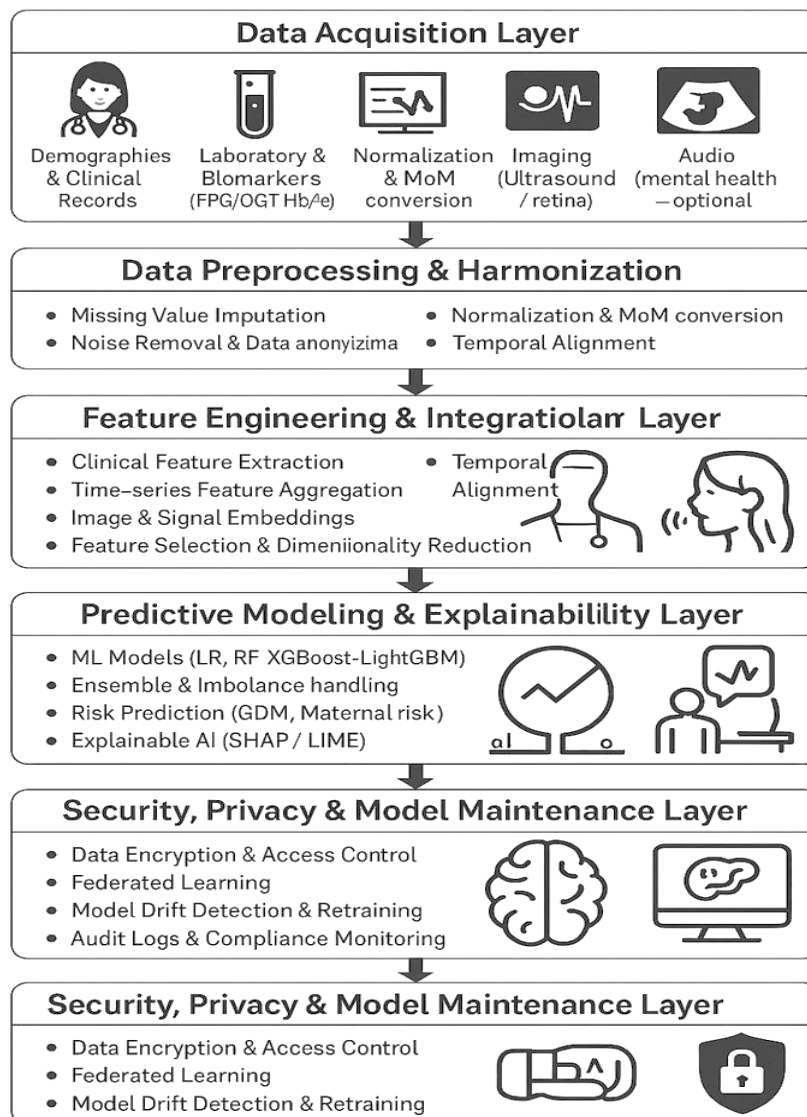 Data Acquisition Layer
Demographies
& Clinical
Records
Laboratory &
Biomarkers
(FPG/OGT Hb/^e)
Normalization
& MoM
conversion
Imaging
(Ultrasound
/ retina)
Audio
(mental health
—optional
Data Preprocessing & Harmonization
• Missing Value Imputation
• Noise Removal & Data anonyizima
• Normalization & MoM conversion
• Temporal Alignment
Feature Engineering & Integratiolarr Layer
• Clinical Feature Extraction
• Time-series Feature Aggregation
• Image & Signal Embeddings
• Feature Selection & Dimeniionality Reduction
• Temporal
Alignment
Predictive Modeling & Explainabilility Layer
• ML Models (LR, RF XGBoost-LightGBM)
• Ensemble & Imbolance handling
• Risk Prediction (GDM, Maternal risk)
• Explainable AI (SHAP / LIME)
al o
Security, Privacy & Model Maintenance Layer
• Data Encryption & Access Control
• Federated Learning
• Model Drift Detection & Retraining
• Audit Logs & Compliance Monitoring
Security, Privacy & Model Maintenance Layer
• Data Encryption & Access Control
• Federated Learning
• Model Drift Detection & Retraining